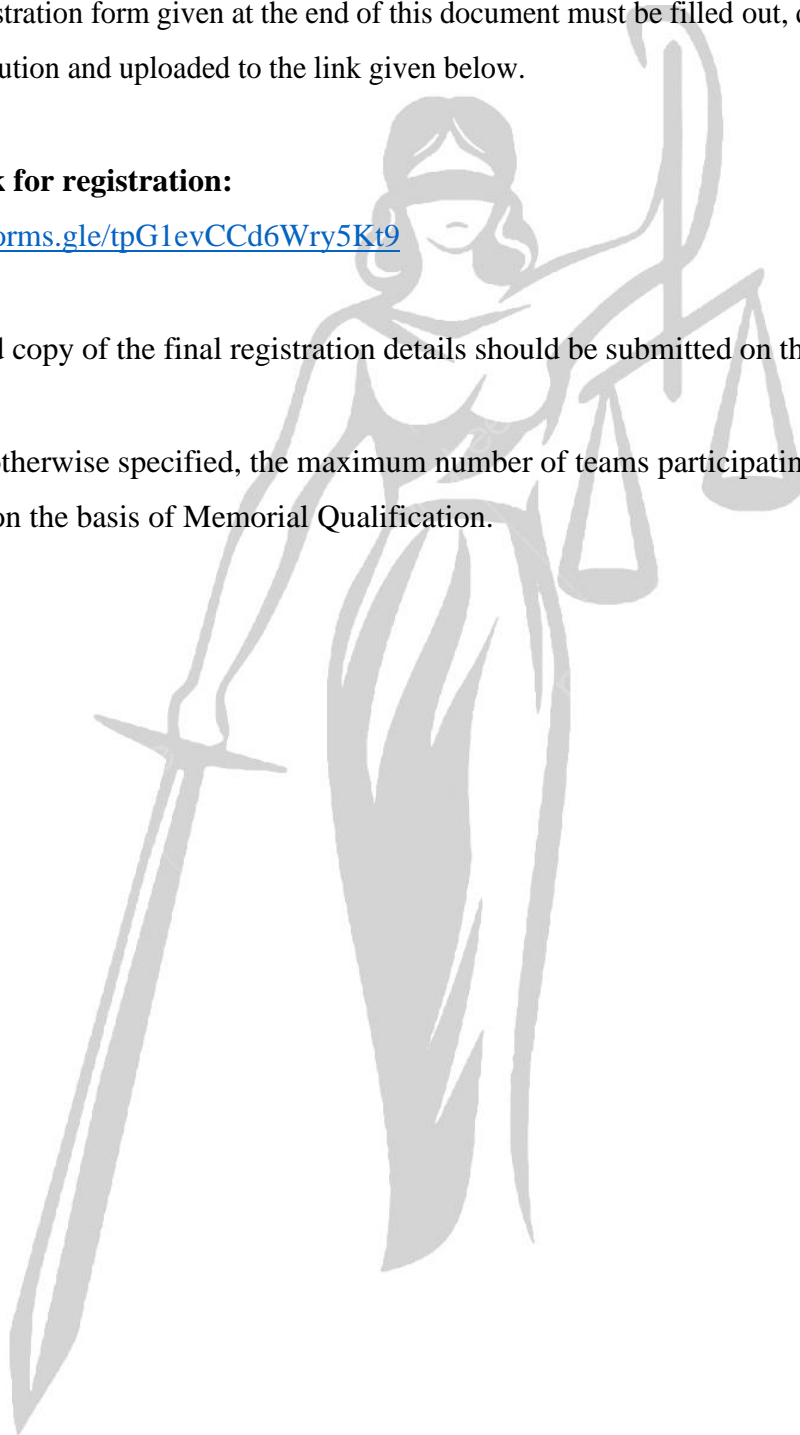 stration form given at the end of this document must be filled out,
ution and uploaded to the link given below.
k for registration:
orms.gle/tpG1evCCd6Wry5Kt9
d copy of the final registration details should be submitted on th
otherwise specified, the maximum number of teams participatin
on the basis of Memorial Qualification.